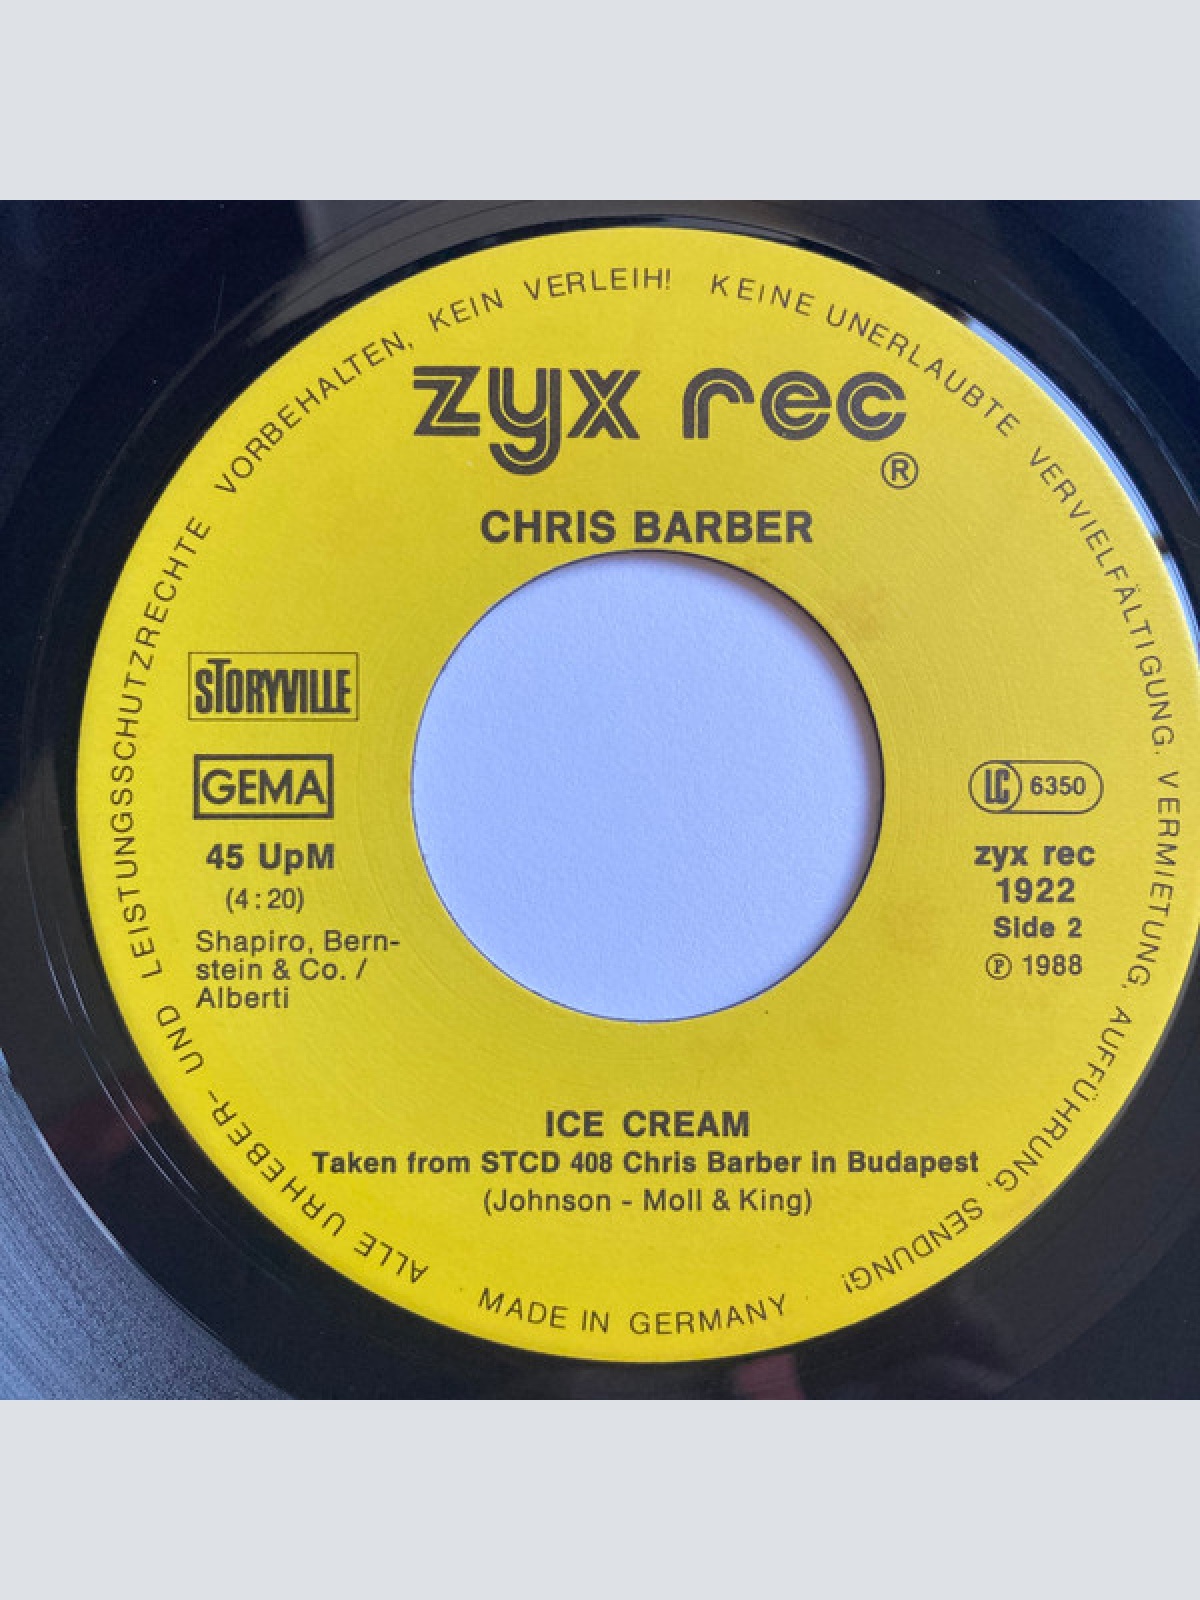 ALLE URHEBER- UND LEISTUNGSSCHUTZRECHTE VORBEHALTEN, KEIN VERLEIH! KEINE UNERLAUBTE VERVIELFÄLTIGUNG, VERMIETUNG, AUFFÜHRUNG, SENDUNG!
zyx rec
®
CHRIS BARBER
STORYVILLE
GEMA
45 UpM
(4:20)
Shapiro, Bern-
stein & Co. /
Alberti
LC 6350
zyx rec
1922
Side 2
℗ 1988
ICE CREAM
Taken from STCD 408 Chris Barber in Budapest
(Johnson - Moll & King)
MADE IN GERMANY